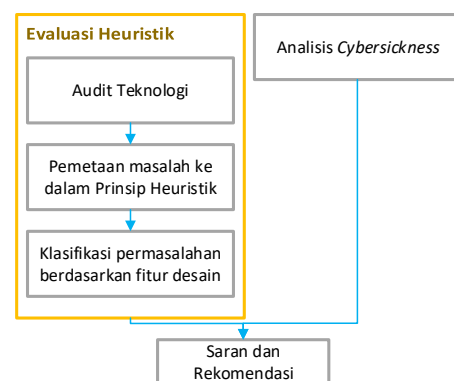 Evaluasi Heuristik
Audit Teknologi
Pemetaan masalah ke
dalam Prinsip Heuristik
Klasifikasi permasalahan
berdasarkan fitur desain
Analisis Cybersickness
Saran dan
Rekomendasi